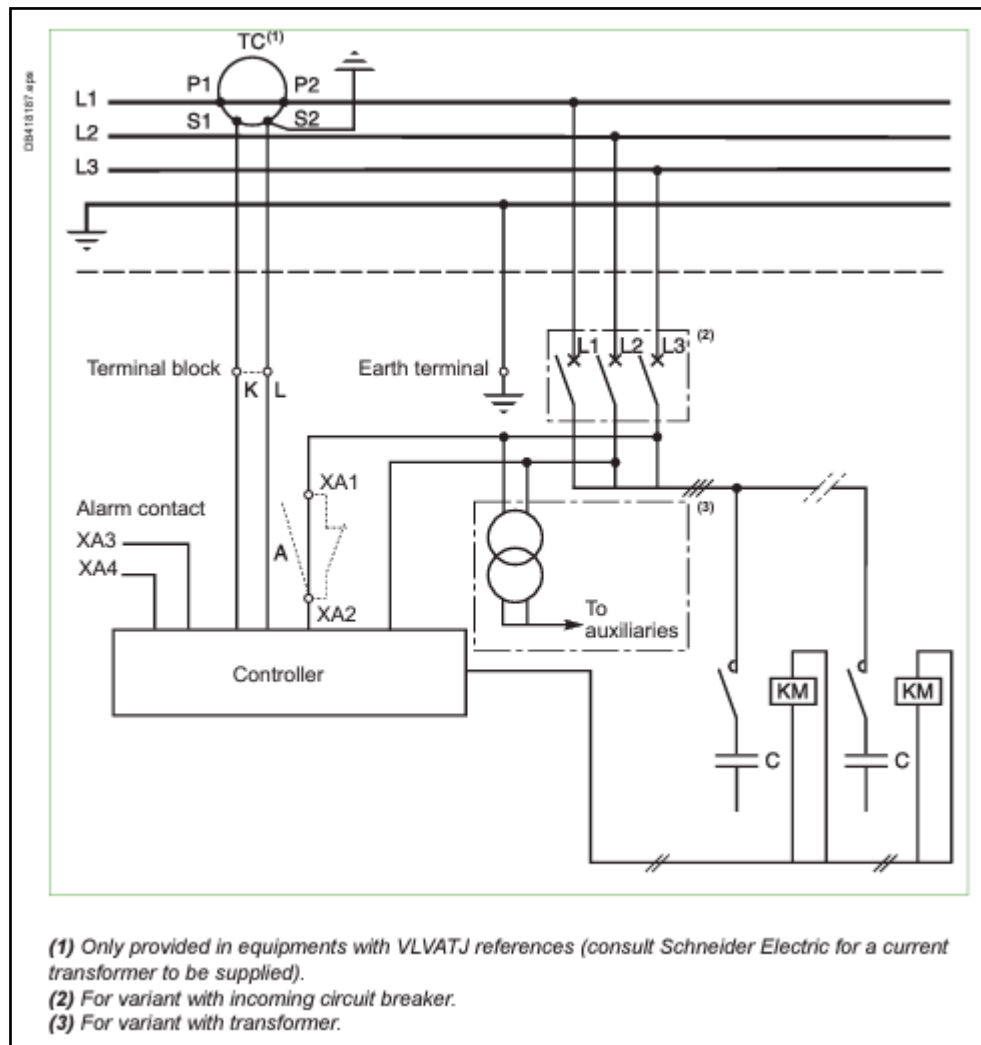 DB418187.eps
TC(1)
P1 P2
L1
S1 S2
L2
L3
(2)
L1 L2 L3
Terminal block
K L
Earth terminal
XA1
(3)
Alarm contact
XA3
A
XA4
XA2
To
auxiliaries
Controller
KM KM
C C
(1) Only provided in equipments with VLVATJ references (consult Schneider Electric for a current
transformer to be supplied).
(2) For variant with incoming circuit breaker.
(3) For variant with transformer.